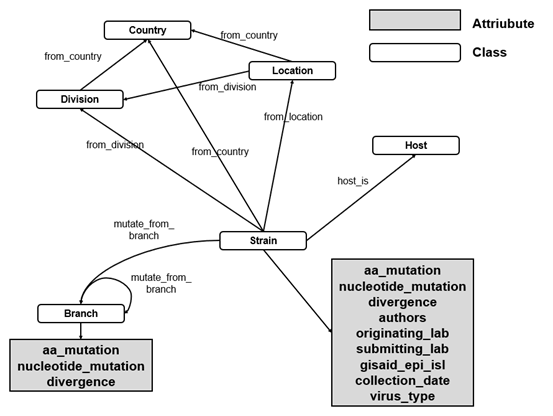 Country
Attriubute
Class
from_country
from_country
Location
Division
from_division
from_location
from_division
from_country
Host
host_is
mutate_from_
branch
Strain
mutate_from_
branch
Branch
aa_mutation
nucleotide_mutation
divergence
aa_mutation
nucleotide_mutation
divergence
authors
originating_lab
submitting_lab
gisaid_epi_isl
collection_date
virus_type